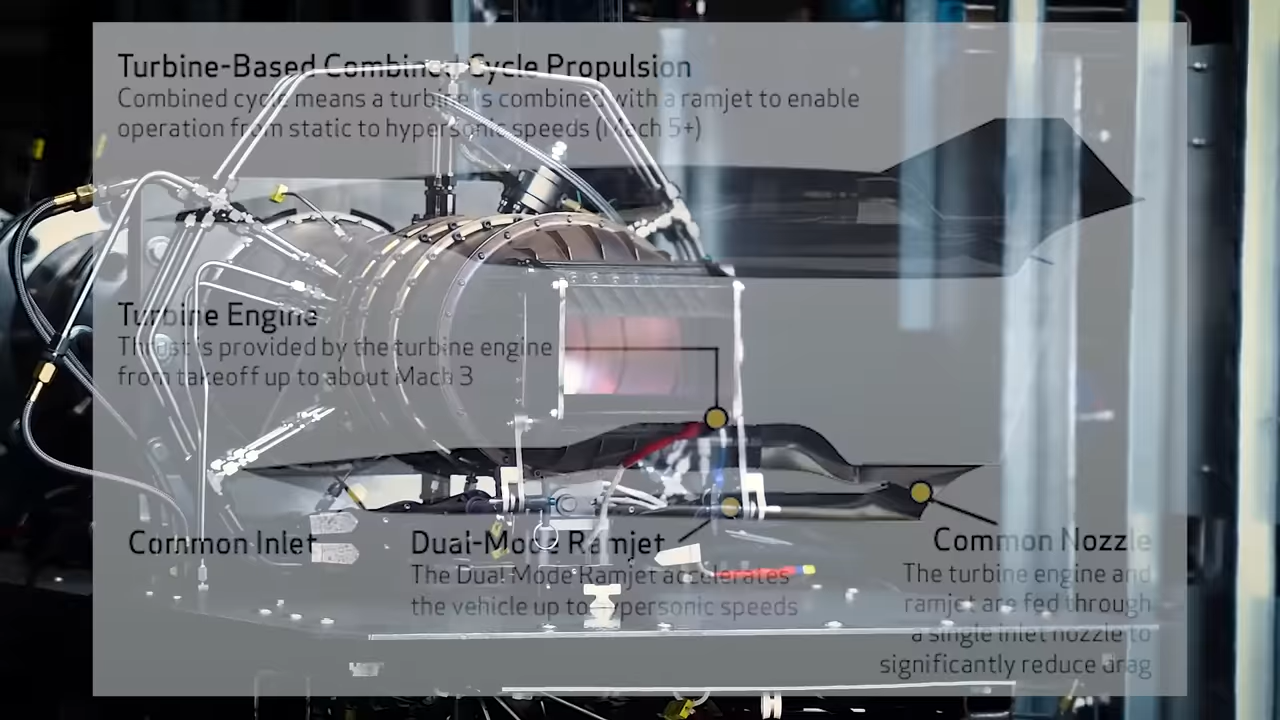 Turbine-Based Combined Cycle Propulsion
Combined cycle means a turbine is combined with a ramjet to enable
operation from static to hypersonic speeds (Mach 5+)
Turbine Engine
Thrust is provided by the turbine engine
from takeoff up to about Mach 3
Common Inlet
Dual-Mode Ramjet
The Dual Mode Ramjet accelerates
the vehicle up to hypersonic speeds
Common Nozzle
The turbine engine and
ramjet are fed through
a single inlet nozzle to
significantly reduce drag